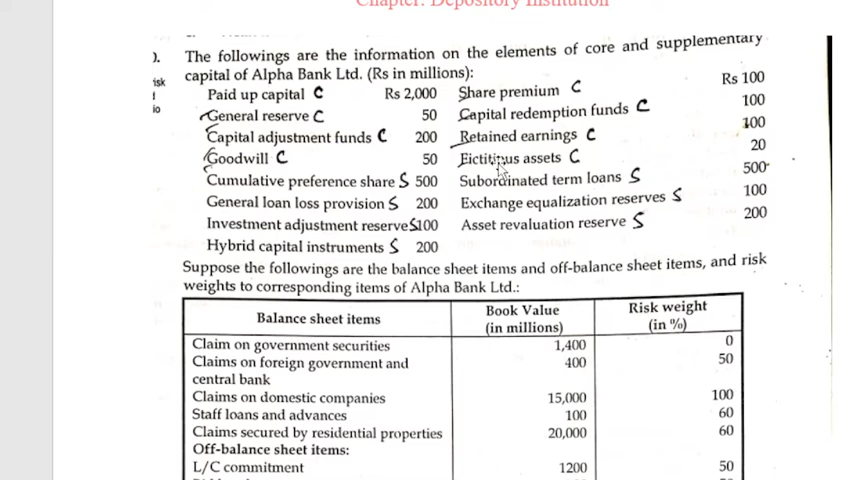 Chapter: Depository Institution
). The followings are the information on the elements of core and supplementary
isk capital of Alpha Bank Ltd. (Rs in millions):
Paid up capital C Rs 2,000 Share premium C Rs 100
io General reserve C 50 Capital redemption funds C 100
Capital adjustment funds C 200 Retained earnings C 100
Goodwill C 50 Fictitious assets C 20
Cumulative preference share S 500 Subordinated term loans S 500
General loan loss provision S 200 Exchange equalization reserves S 100
Investment adjustment reserve S 100 Asset revaluation reserve S 200
Hybrid capital instruments S 200
Suppose the followings are the balance sheet items and off-balance sheet items, and risk
weights to corresponding items of Alpha Bank Ltd.:
Balance sheet items Book Value (in millions) Risk weight (in %)
Claim on government securities 1,400 0
Claims on foreign government and 400 50
central bank
Claims on domestic companies 15,000 100
Staff loans and advances 100 60
Claims secured by residential properties 20,000 60
Off-balance sheet items:
L/C commitment 1200 50